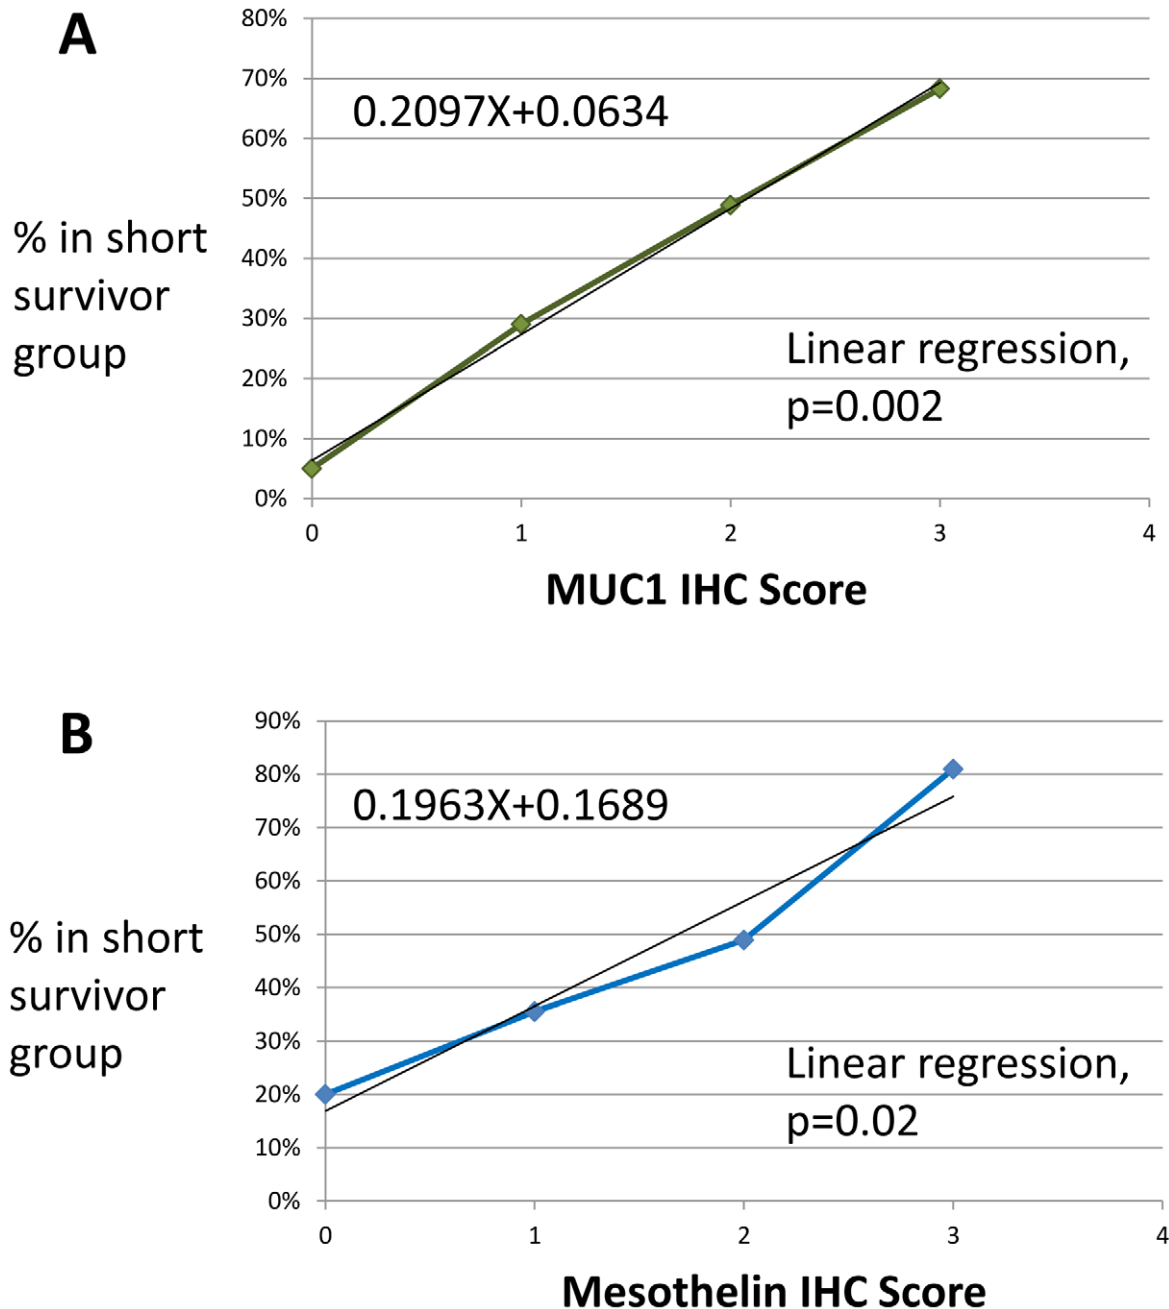 A
80%
70%
60%
50%
40%
30%
20%
10%
0%
% in short
survivor
group
0.2097X+0.0634
Linear regression,
p=0.002
0 1 2 3 4
MUC1 IHC Score
B
90%
80%
70%
60%
50%
40%
30%
20%
10%
0%
% in short
survivor
group
0.1963X+0.1689
Linear regression,
p=0.02
0 1 2 3 4
Mesothelin IHC Score